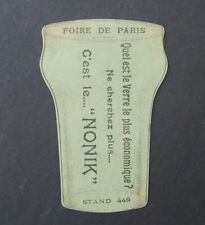 FOIRE DE PARIS
Quel est le Verre le plus économique?
Ne cherchez plus....
C'est le.... "NONIK"
STAND 449